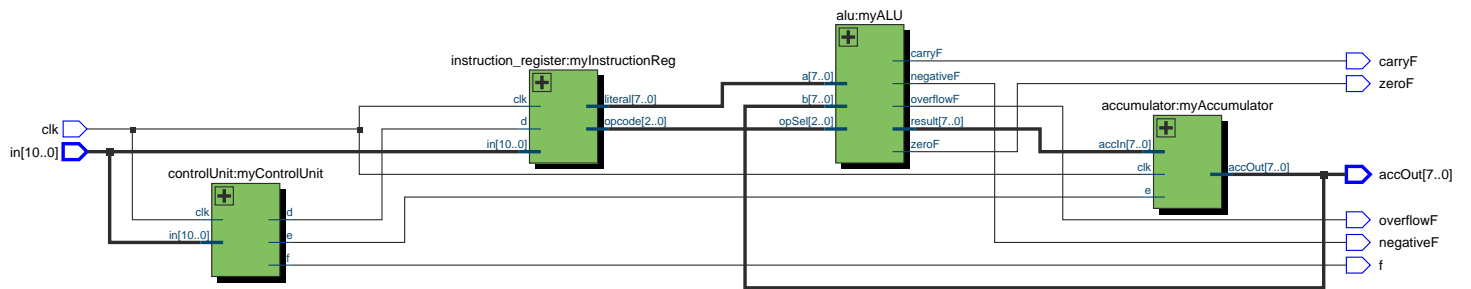 alu:myALU
carryF
negativeF
a[7..0]
b[7..0]
overflowF
opSel[2..0]
result[7..0]
zeroF
instruction_register:myInstructionReg
clk
literal[7..0]
d
opcode[2..0]
in[10..0]
accumulator:myAccumulator
accIn[7..0]
clk
accOut[7..0]
e
controlUnit:myControlUnit
clk
d
in[10..0]
e
f
clk
in[10..0]
carryF
zeroF
accOut[7..0]
overflowF
negativeF
f